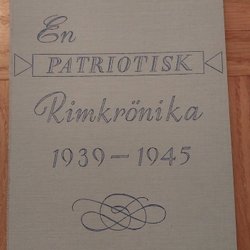 En
PATRIOTISK
Rimkrönika
1939-1945